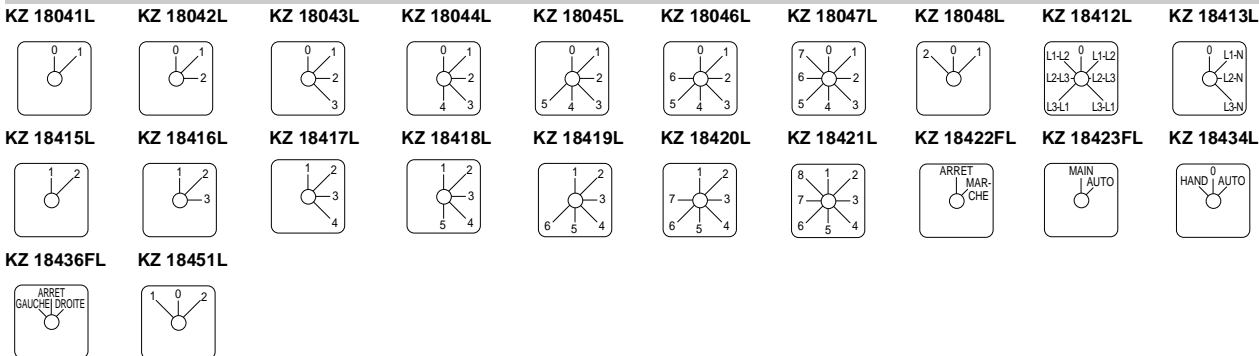 KZ 18041L KZ 18042L KZ 18043L KZ 18044L KZ 18045L KZ 18046L KZ 18047L KZ 18048L KZ 18412L KZ 18413L
0 1
0 1 2
0 1 2 3
0 1 2 3 4
0 1 2 3 4 5
0 1 2 3 4 5 6
7 0 1 6 2 5 4 3
2 0 1
L1-L2 0 L1-L2
L2-L3 L2-L3
L3-L1 L3-L1
0 L1-N
L2-N
L3-N
KZ 18415L KZ 18416L KZ 18417L KZ 18418L KZ 18419L KZ 18420L KZ 18421L KZ 18422FL KZ 18423FL KZ 18434L
1 2
1 2 3
1 2 3 4
1 2 3 4 5
1 2 3 4 5 6
1 2 3 4 5 6 7
8 1 2 7 3 6 5 4
ARRET
MAR-
CHE
MAIN
AUTO
0
HAND AUTO
KZ 18436FL KZ 18451L
ARRET
GAUCHE DROITE
1 0 2